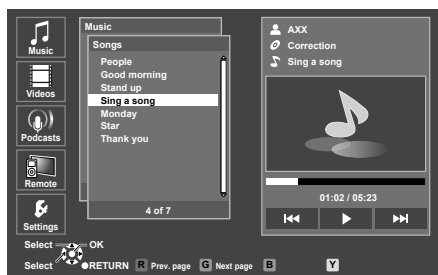 Music
Videos
Podcasts
Remote
Settings
Music
Songs
People
Good morning
Stand up
Sing a song
Monday
Star
Thank you
4 of 7
AXX
Correction
Sing a song
01:02 / 05:23
Select OK
Select RETURN R Prev. page G Next page B Y